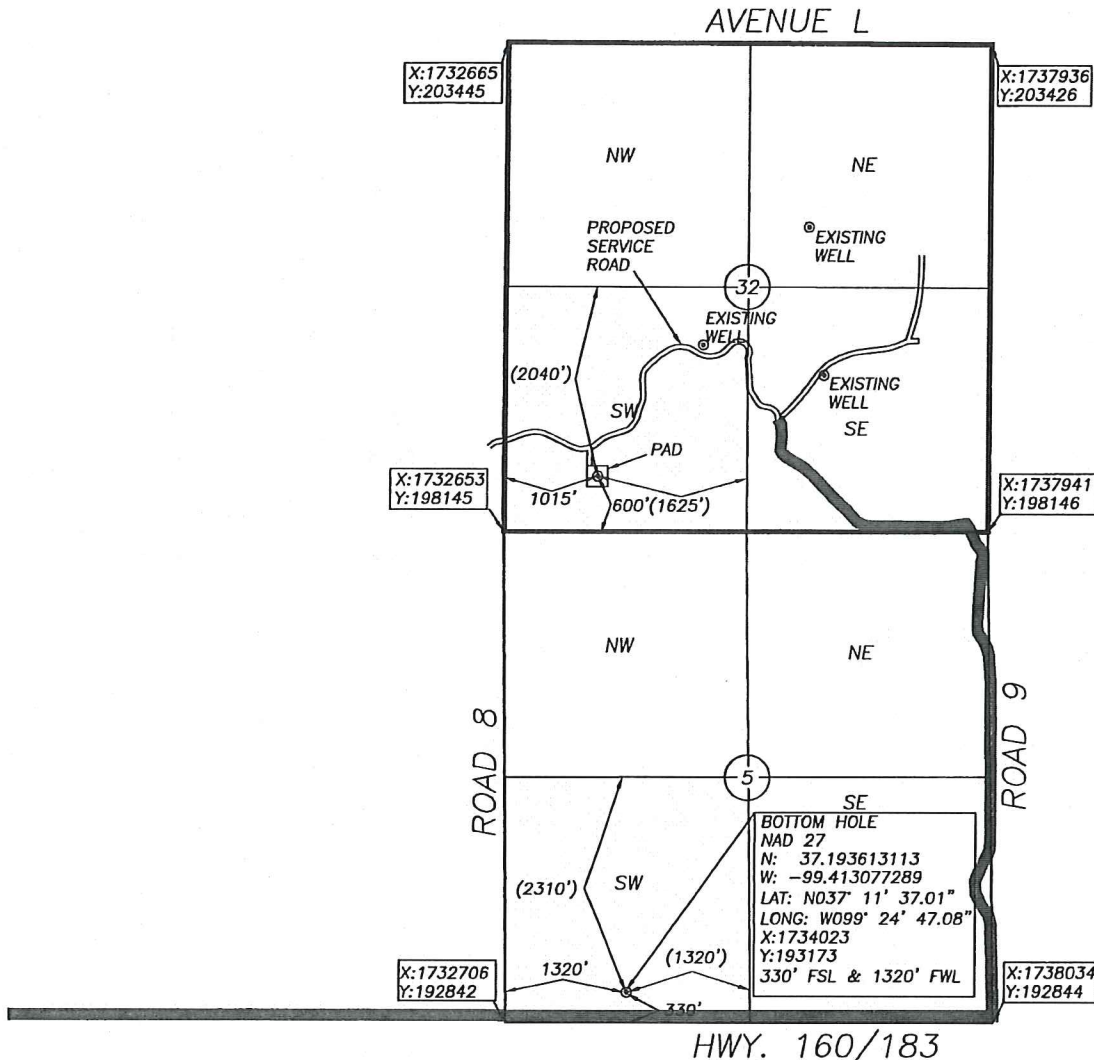 AVENUE L
X:1732665
Y:203445
X:1737936
Y:203426
NW
NE
PROPOSED
SERVICE
ROAD
EXISTING
WELL
32
EXISTING
WELL
(2040')
EXISTING
WELL
SW
SE
PAD
X:1732653
Y:198145
1015'
600'(1625')
X:1737941
Y:198146
NW
NE
ROAD 8
ROAD 9
5
SE
BOTTOM HOLE
NAD 27
N: 37.193613113
W: -99.413077289
LAT: N037° 11' 37.01"
LONG: W099° 24' 47.08"
X:1734023
Y:193173
330' FSL & 1320' FWL
(2310')
SW
1320'
(1320')
X:1732706
Y:192842
330'
X:1738034
Y:192844
HWY. 160/183